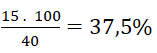 15 . 100
40
= 37,5%